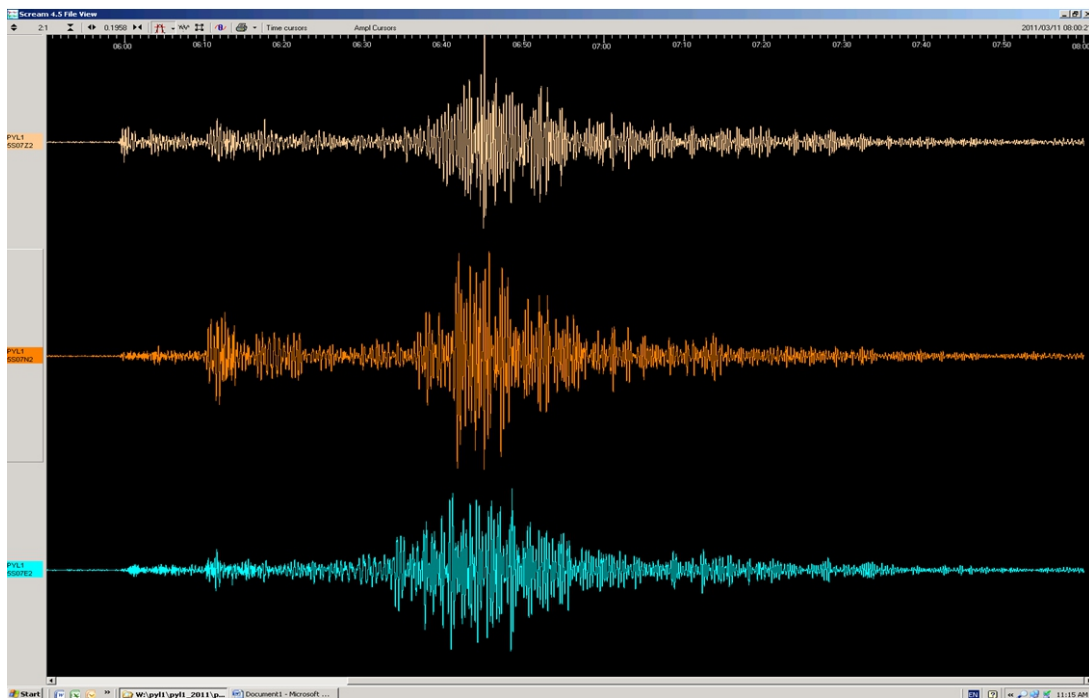 Scream 4.5 File View
2:1 0.1958 Time cursors Ampl Cursors 2011/03/11 08:00:2
06:00 06:10 06:20 06:30 06:40 06:50 07:00 07:10 07:20 07:30 07:40 07:50 08:00
PYL1
5S07Z2
PYL1
5S07N2
PYL1
5S07E2
Start W:\pyl1\pyl1_2011\p... Document1 - Microsoft ... EN 11:15 AM